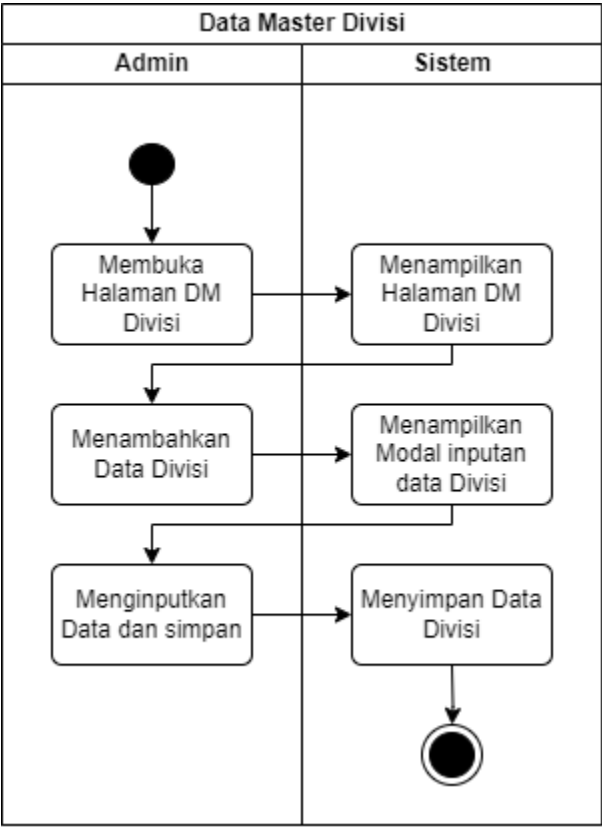 Data Master Divisi
Admin
Sistem
Membuka
Halaman DM
Divisi
Menampilkan
Halaman DM
Divisi
Menambahkan
Data Divisi
Menampilkan
Modal inputan
data Divisi
Menginputkan
Data dan simpan
Menyimpan Data
Divisi